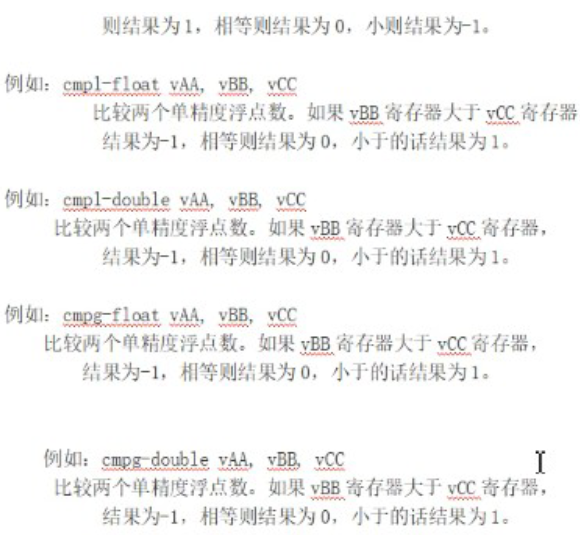 则结果为1，相等则结果为0，小则结果为-1。
例如：cmpl-float vAA, vBB, vCC
比较两个单精度浮点数。如果 vBB 寄存器大于 vCC 寄存器
结果为-1，相等则结果为0，小于的话结果为1。
例如：cmpl-double vAA, vBB, vCC
比较两个单精度浮点数。如果 vBB 寄存器大于 vCC 寄存器，
结果为-1，相等则结果为0，小于的话结果为1。
例如：cmpg-float vAA, vBB, vCC
比较两个单精度浮点数。如果 vBB 寄存器大于 vCC 寄存器，
结果为-1，相等则结果为0，小于的话结果为1。
例如：cmpg-double vAA, vBB, vCC
比较两个单精度浮点数。如果 vBB 寄存器大于 vCC 寄存器，
结果为-1，相等则结果为0，小于的话结果为1。